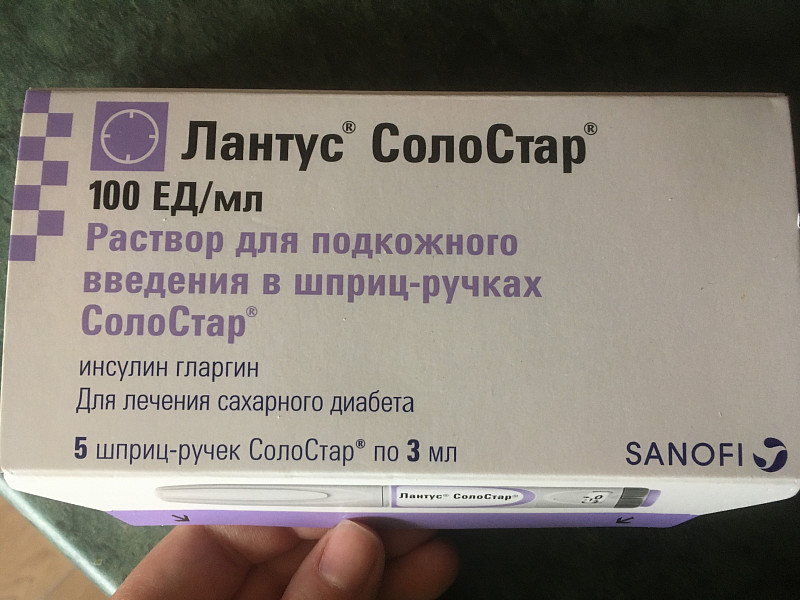 Лантус® СолоСтар®
100 ЕД/мл
Раствор для подкожного
введения в шприц-ручках
СолоСтар®
инсулин гларгин
Для лечения сахарного диабета
5 шприц-ручек СолоСтар® по 3 мл
SANOFI
Лантус® СолоСтар®